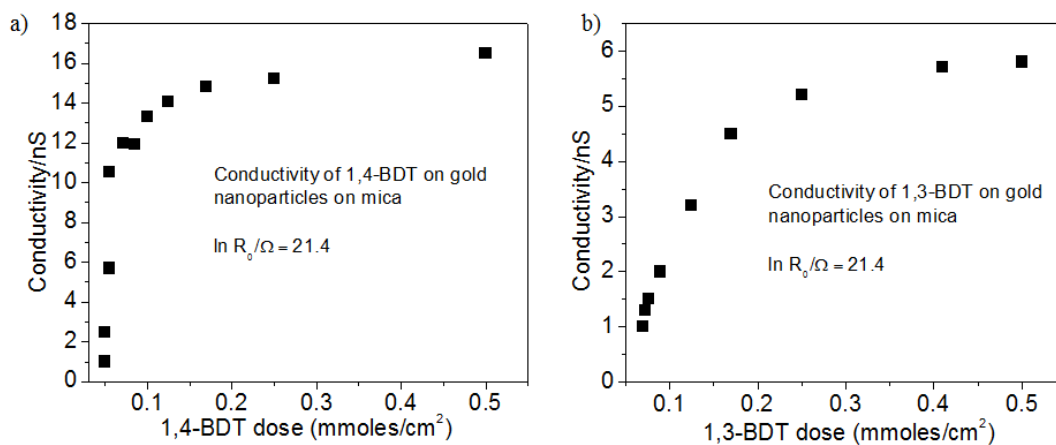 a)
18
16
14
12
10
8
6
4
2
0
Conductivity/nS
Conductivity of 1,4-BDT on gold
nanoparticles on mica
ln R₀/Ω = 21.4
0.1 0.2 0.3 0.4 0.5
1,4-BDT dose (mmoles/cm²)
b)
6
5
4
3
2
1
0
Conductivity/nS
Conductivity of 1,3-BDT on gold
nanoparticles on mica
ln R₀/Ω = 21.4
0.1 0.2 0.3 0.4 0.5
1,3-BDT dose (mmoles/cm²)